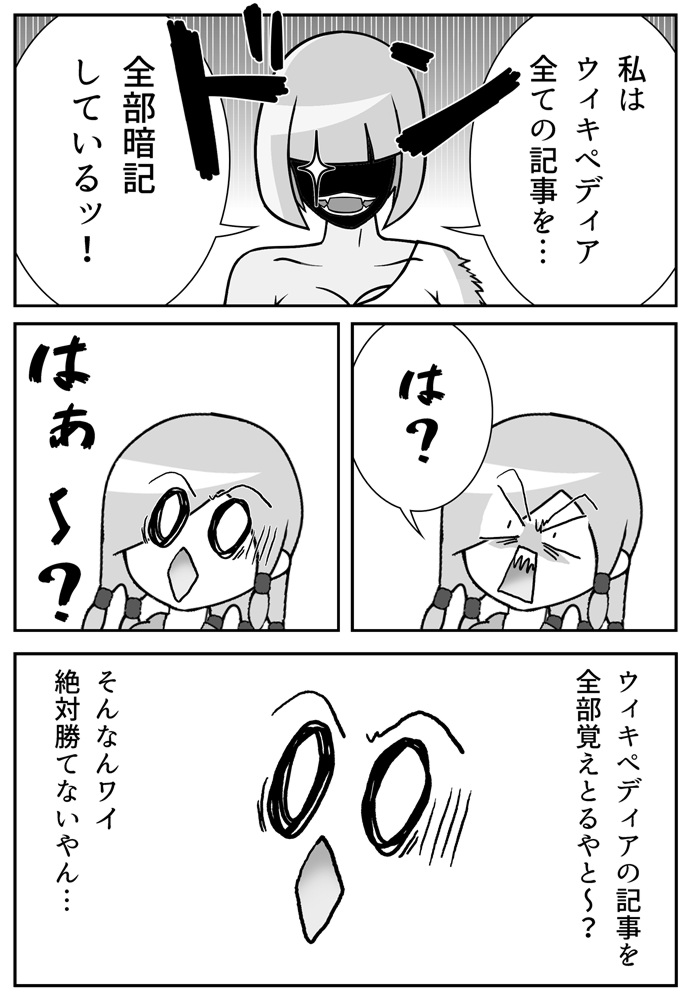 私は
ウィキペディア
全ての記事を…
ドドン
全部暗記
しているッ！
は？
はぁ～？
ウィキペディアの記事を
全部覚えとるやと～？
そんなんワイ
絶対勝てないやん…